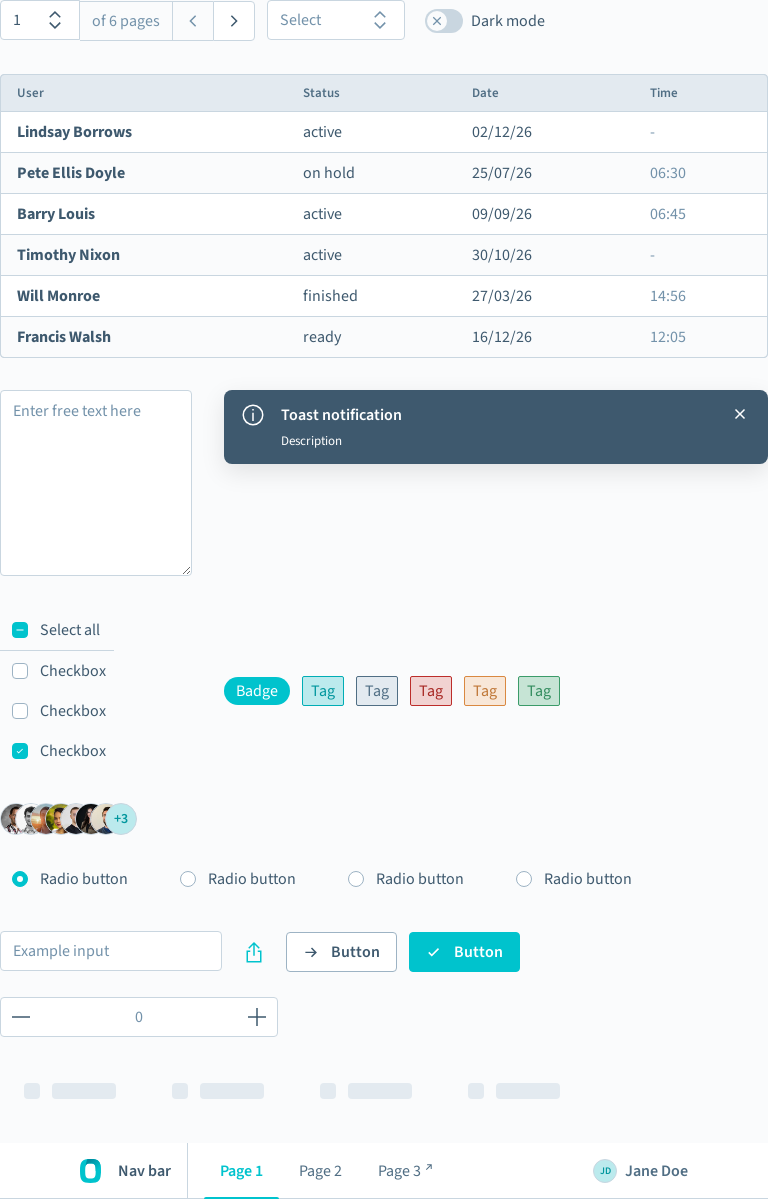 1 of 6 pages Select Dark mode
User Status Date Time
Lindsay Borrows active 02/12/26 -
Pete Ellis Doyle on hold 25/07/26 06:30
Barry Louis active 09/09/26 06:45
Timothy Nixon active 30/10/26 -
Will Monroe finished 27/03/26 14:56
Francis Walsh ready 16/12/26 12:05
Enter free text here
Toast notification
Description
Select all
Checkbox
Badge Tag Tag Tag Tag Tag
Checkbox
Checkbox
+3
Radio button Radio button Radio button Radio button
Example input Button Button
0
Nav bar Page 1 Page 2 Page 3 JD Jane Doe